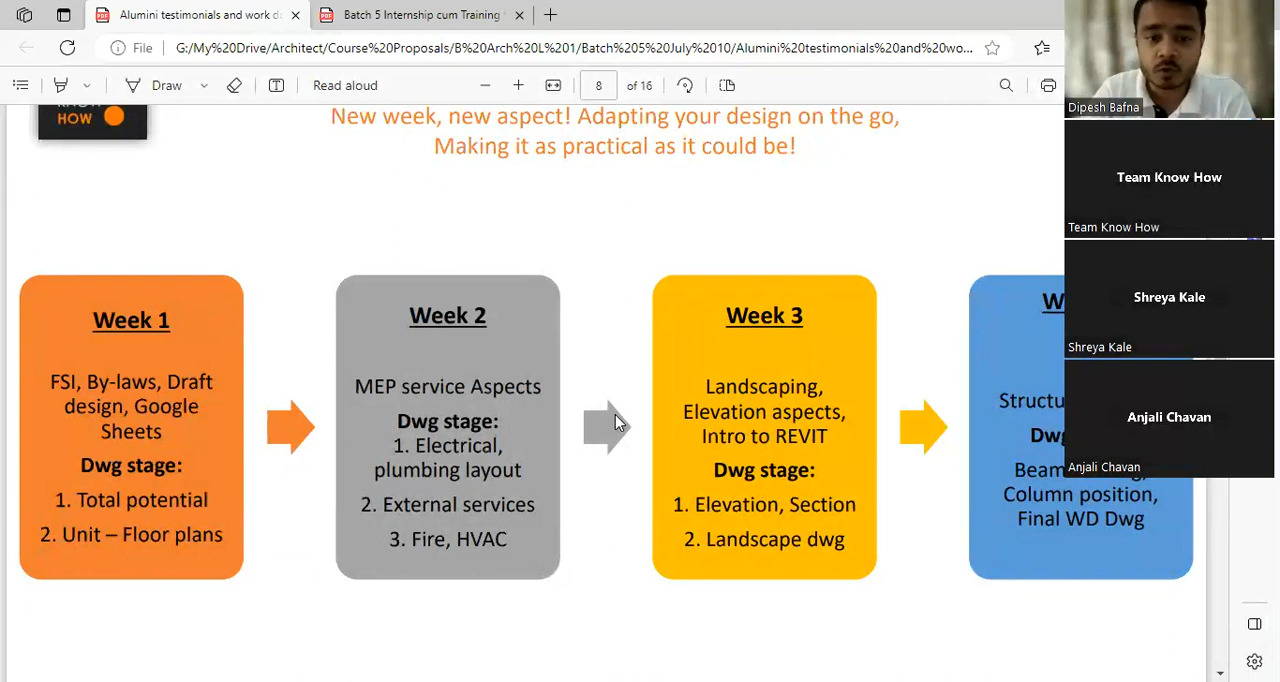 Alumini testimonials and work d
Batch 5 Internship cum Training
File
G:/My%20Drive/Architect/Course%20Proposals/B%20Arch%20L%201/Batch%205%20July%2010/Alumini%20testimonials%20and%20wo...
Draw
Read aloud
8
of 16
HOW
New week, new aspect! Adapting your design on the go,
Making it as practical as it could be!
Week 1
FSI, By-laws, Draft
design, Google
Sheets
Dwg stage:
1. Total potential
2. Unit – Floor plans
Week 2
MEP service Aspects
Dwg stage:
1. Electrical,
plumbing layout
2. External services
3. Fire, HVAC
Week 3
Landscaping,
Elevation aspects,
Intro to REVIT
Dwg stage:
1. Elevation, Section
2. Landscape dwg
W
Structu
Dwg
Beam
Column position,
Final WD Dwg
Dipesh Bafna
Team Know How
Team Know How
Shreya Kale
Shreya Kale
Anjali Chavan
Anjali Chavan